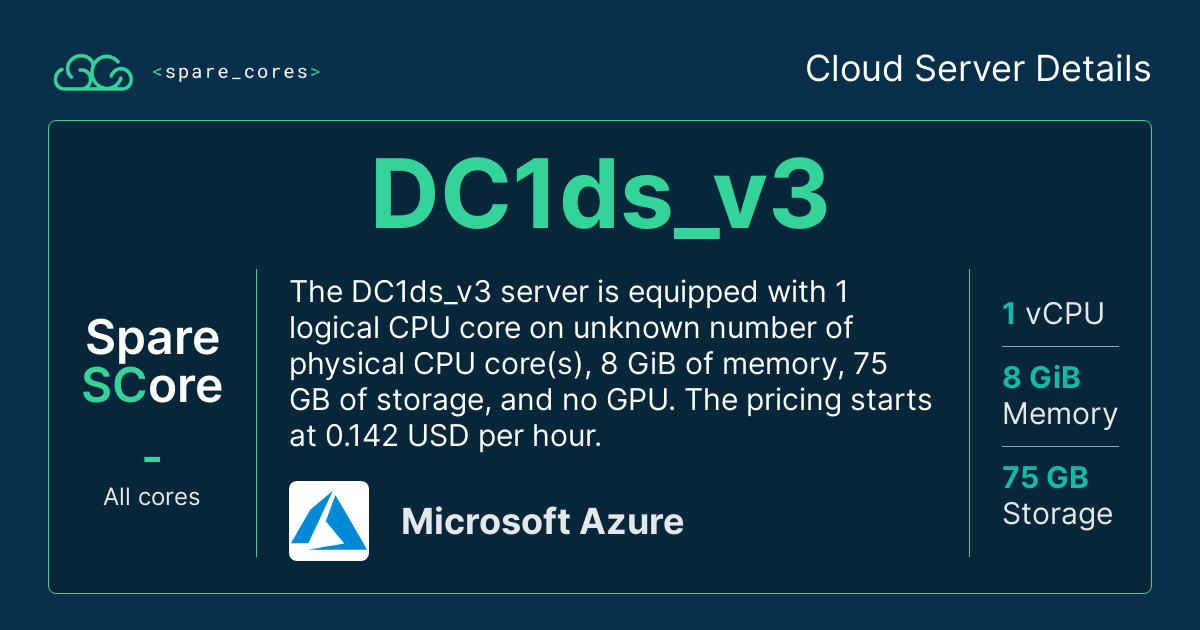 <spare_cores>
Cloud Server Details
DC1ds_v3
Spare
SCore
-
All cores
The DC1ds_v3 server is equipped with 1
logical CPU core on unknown number of
physical CPU core(s), 8 GiB of memory, 75
GB of storage, and no GPU. The pricing starts
at 0.142 USD per hour.
Microsoft Azure
1 vCPU
8 GiB
Memory
75 GB
Storage